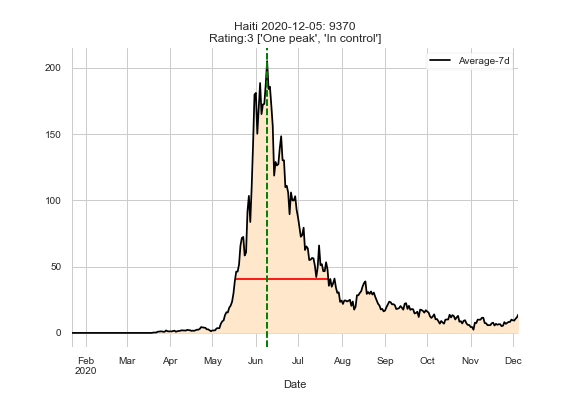 Haiti 2020-12-05: 9370
Rating:3 ['One peak', 'In control']
Average-7d
200
150
100
50
0
Feb Mar Apr May Jun Jul Aug Sep Oct Nov Dec
2020
Date